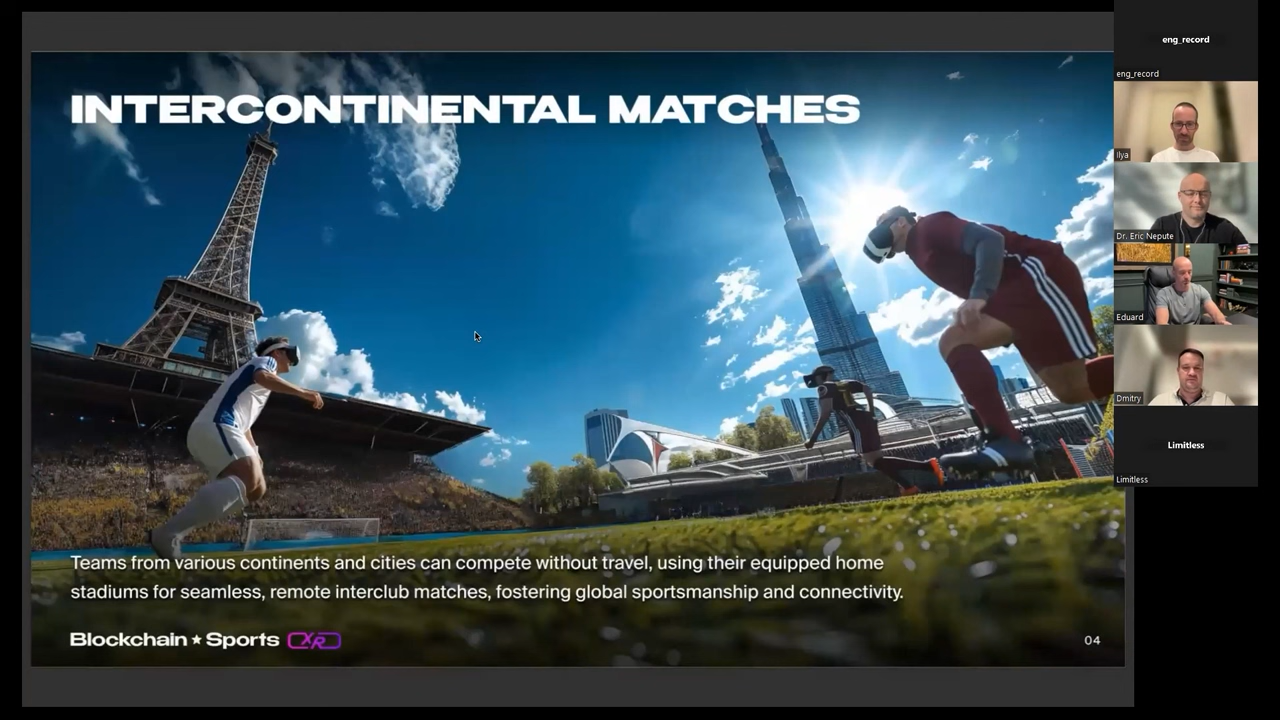 INTERCONTINENTAL MATCHES
Teams from various continents and cities can compete without travel, using their equipped home
stadiums for seamless, remote interclub matches, fostering global sportsmanship and connectivity.
Blockchain ★ Sports XR
04
eng_record
eng_record
Ilya
Dr. Eric Nepute
Eduard
Dmitry
Limitless
Limitless